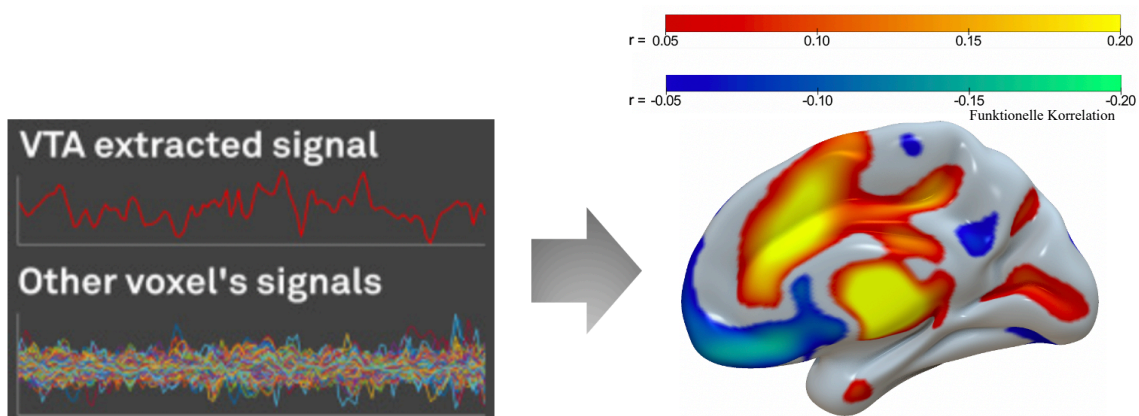 r = 0.05 0.10 0.15 0.20
r = -0.05 -0.10 -0.15 -0.20
Funktionelle Korrelation
VTA extracted signal
Other voxel's signals